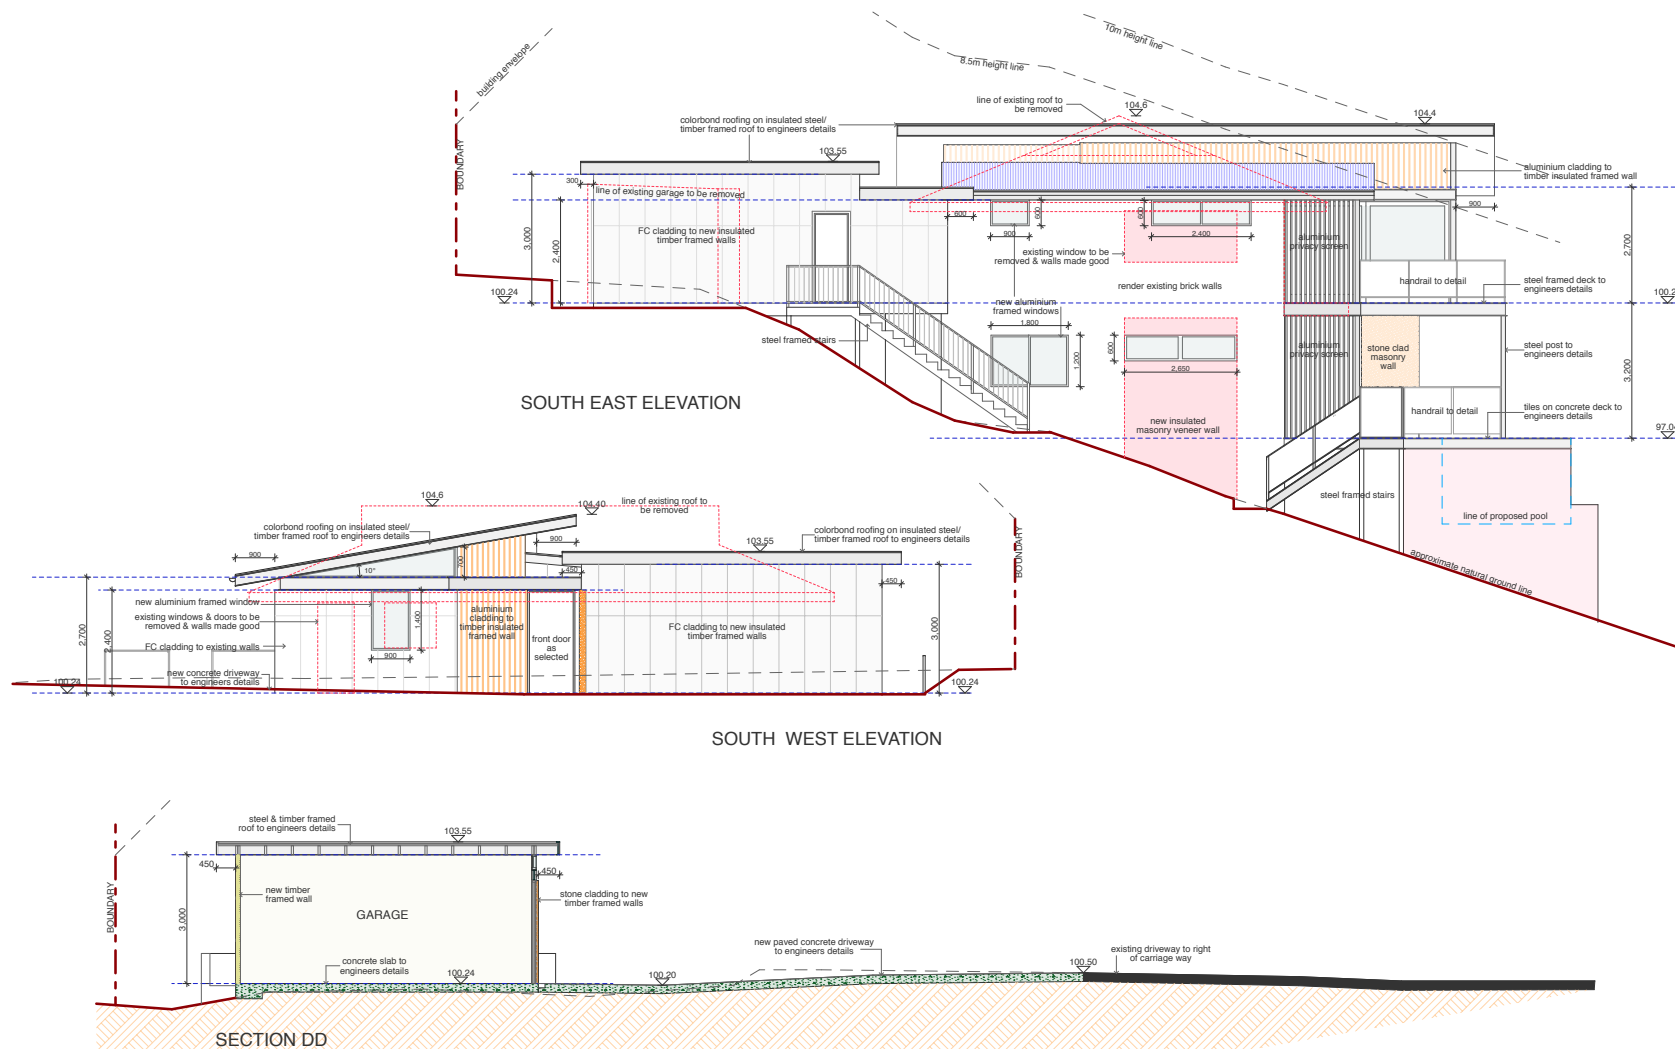 building envelope
BOUNDARY
10m height line
8.5m height line
line of existing roof to
be removed
104.6
104.4
colorbond roofing on insulated steel/
timber framed roof to engineers details
103.55
aluminium cladding to
timber insulated framed wall
300
line of existing garage to be removed
600
600
900
600
2,400
900
3,000
2,400
FC cladding to new insulated
timber framed walls
existing window to be
removed & walls made good
aluminium
privacy screen
2,700
render existing brick walls
handrail to detail
steel framed deck to
engineers details
100.24
new aluminium
framed windows
1,800
steel framed stairs
1,200
600
2,650
aluminium
privacy screen
stone clad
masonry
wall
steel post to
engineers details
3,200
SOUTH EAST ELEVATION
new insulated
masonry veneer wall
handrail to detail
tiles on concrete deck to
engineers details
97.04
steel framed stairs
line of proposed pool
approximate natural ground line
104.6
104.40
line of existing roof to
be removed
colorbond roofing on insulated steel/
timber framed roof to engineers details
colorbond roofing on insulated steel/
timber framed roof to engineers details
900
900
103.55
BOUNDARY
700
10°
450
450
new aluminium framed window
existing windows & doors to be
removed & walls made good
FC cladding to existing walls
new concrete driveway
to engineers details
2,700
2,400
1,400
900
aluminium
cladding to
timber insulated
framed wall
front door
as
selected
FC cladding to new insulated
timber framed walls
3,000
100.24
100.24
SOUTH WEST ELEVATION
steel & timber framed
roof to engineers details
103.55
450
450
BOUNDARY
3,000
new timber
framed wall
GARAGE
stone cladding to new
timber framed walls
concrete slab to
engineers details
100.24
100.20
new paved concrete driveway
to engineers details
100.50
existing driveway to right
of carriage way
SECTION DD